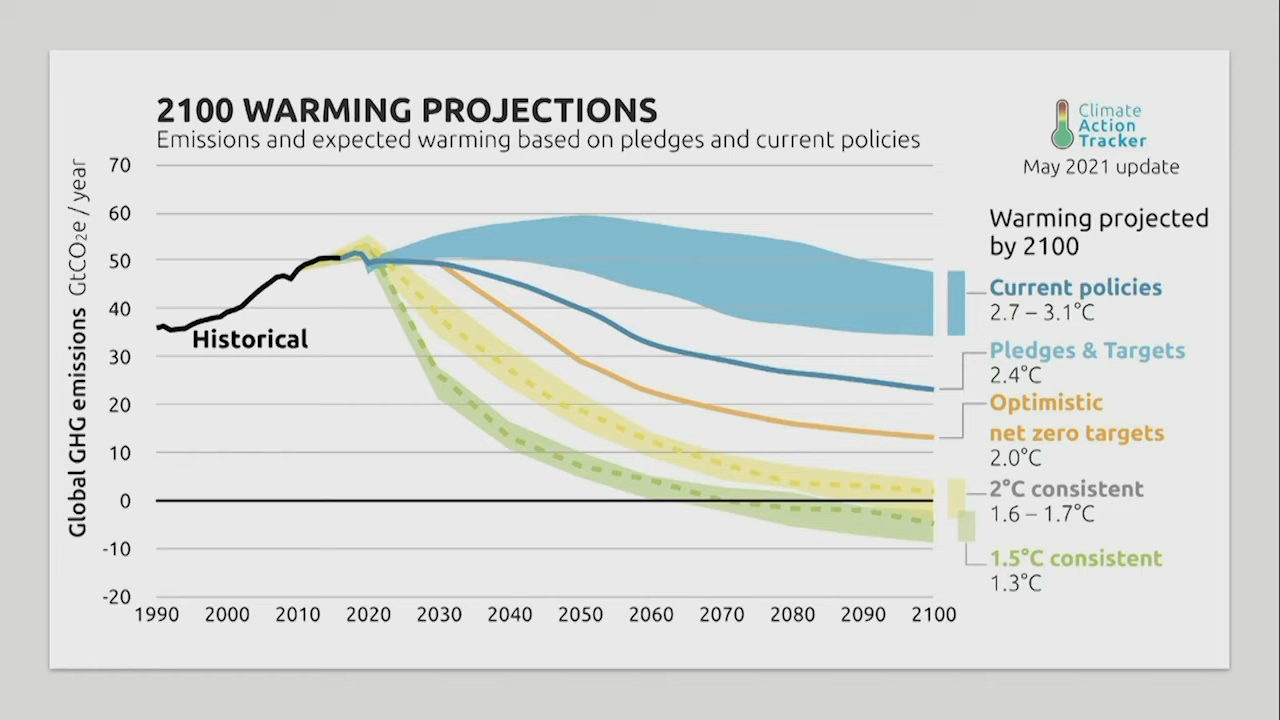 2100 WARMING PROJECTIONS
Emissions and expected warming based on pledges and current policies
Climate
Action
Tracker
May 2021 update
Global GHG emissions GtCO₂e / year
70
60
50
40
30
20
10
0
-10
-20
Historical
1990 2000 2010 2020 2030 2040 2050 2060 2070 2080 2090 2100
Warming projected
by 2100
Current policies
2.7 – 3.1°C
Pledges & Targets
2.4°C
Optimistic
net zero targets
2.0°C
2°C consistent
1.6 – 1.7°C
1.5°C consistent
1.3°C